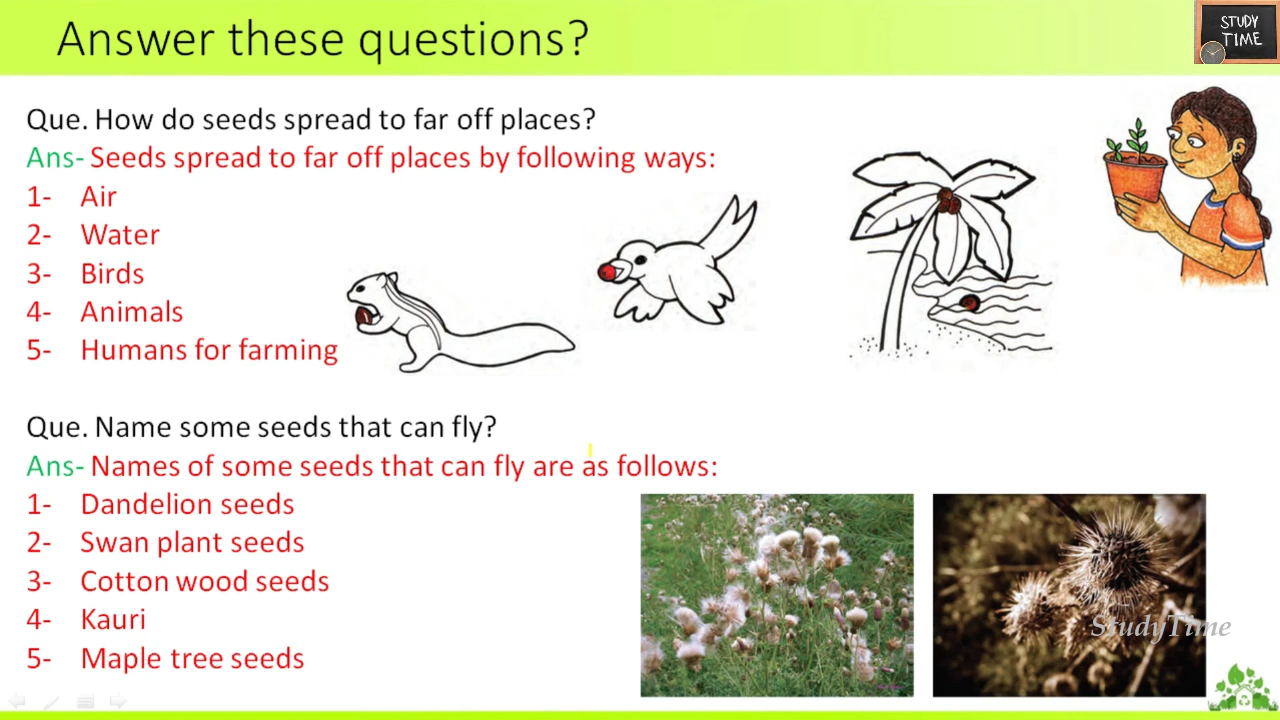 Answer these questions?
STUDY
TIME
Que. How do seeds spread to far off places?
Ans- Seeds spread to far off places by following ways:
1- Air
2- Water
3- Birds
4- Animals
5- Humans for farming
Que. Name some seeds that can fly?
Ans- Names of some seeds that can fly are as follows:
1- Dandelion seeds
2- Swan plant seeds
3- Cotton wood seeds
4- Kauri
5- Maple tree seeds
StudyTime